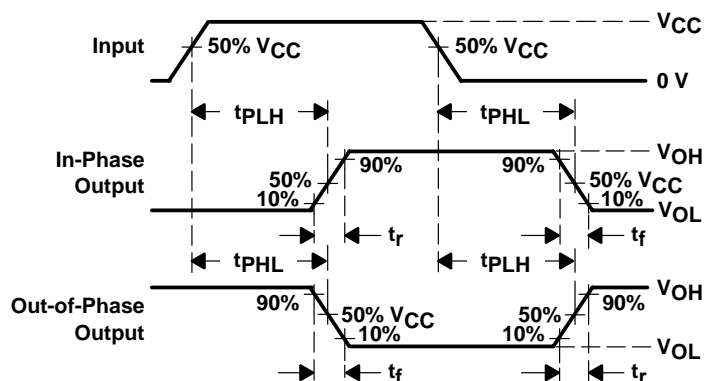 VCC
Input
50% VCC
50% VCC
0 V
tPLH
tPHL
In-Phase
Output
VOH
90%
90%
50%
50% VCC
10%
10%
VOL
tr
tf
tPHL
tPLH
Out-of-Phase
Output
VOH
90%
90%
50% VCC
50%
10%
10%
VOL
tf
tr